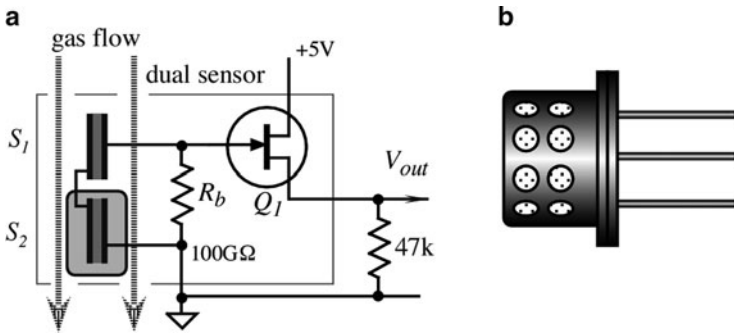 a
b
gas flow
+5V
dual sensor
S1
Vout
Rb
Q1
S2
100GΩ
47k